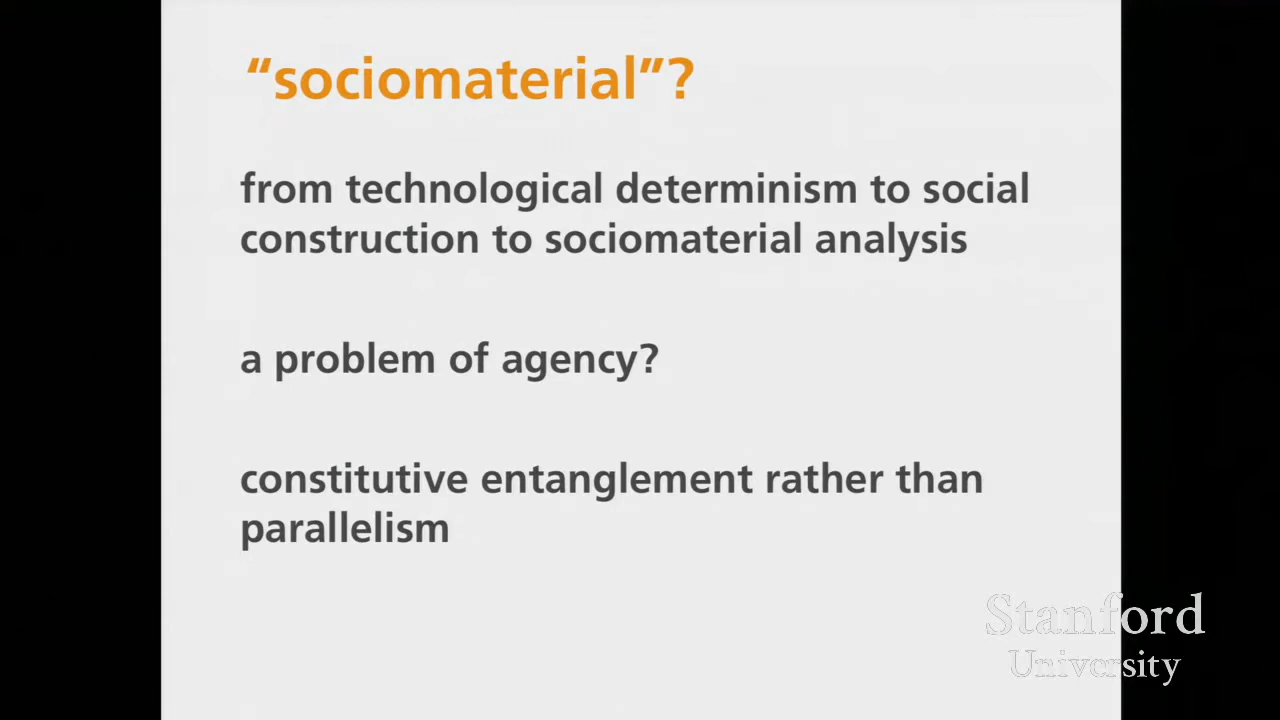 “sociomaterial”?
from technological determinism to social
construction to sociomaterial analysis
a problem of agency?
constitutive entanglement rather than
parallelism
Stanford
University